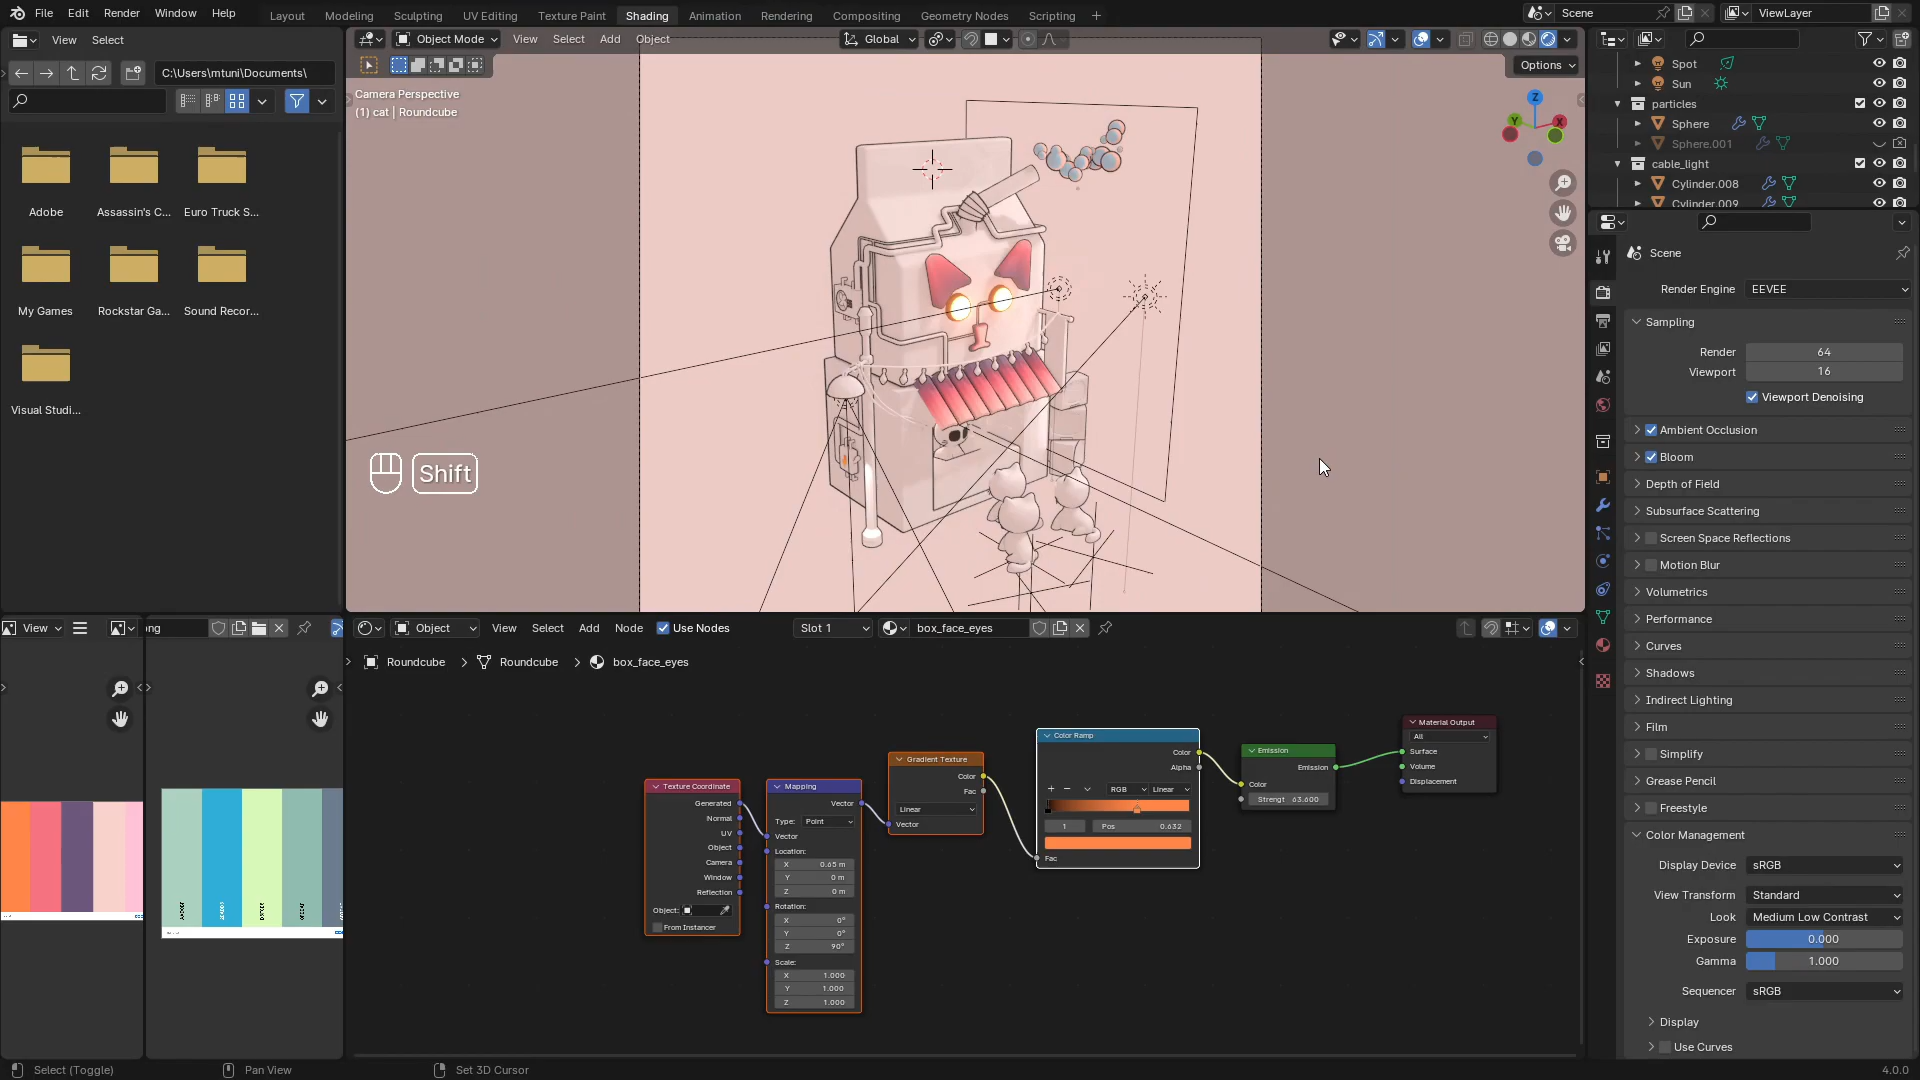 File Edit Render Window Help
Layout Modeling Sculpting UV Editing Texture Paint Shading Animation Rendering Compositing Geometry Nodes Scripting
Scene
ViewLayer
View Select
Object Mode View Select Add Object
Global
C:\Users\mtuni\Documents\
Options
Camera Perspective
(1) cat | Roundcube
Adobe
Assassin's C...
Euro Truck S...
My Games
Rockstar Ga...
Sound Recor...
Visual Studi...
Shift
Z
Y
X
Spot
Sun
particles
Sphere
Sphere.001
cable_light
Cylinder.008
Cylinder.009
Scene
Render Engine EEVEE
Sampling
Render 64
Viewport 16
Viewport Denoising
Ambient Occlusion
Bloom
Depth of Field
Subsurface Scattering
Screen Space Reflections
Motion Blur
Volumetrics
Performance
Curves
Shadows
Indirect Lighting
Film
Simplify
Grease Pencil
Freestyle
Color Management
Display Device sRGB
View Transform Standard
Look Medium Low Contrast
Exposure 0.000
Gamma 1.000
Sequencer sRGB
Display
Use Curves
View
ong
Object View Select Add Node Use Nodes
Slot 1
box_face_eyes
Roundcube > Roundcube > box_face_eyes
Texture Coordinate
Generated
Normal
UV
Object
Camera
Window
Reflection
Object:
From Instancer
Mapping
Vector
Type: Point
Vector
Location:
X 0.65 m
Y 0 m
Z 0 m
Rotation:
X 0°
Y 0°
Z 90°
Scale:
X 1.000
Y 1.000
Z 1.000
Gradient Texture
Color
Fac
Linear
Vector
Color Ramp
Color
Alpha
RGB Linear
1 Pos 0.632
Fac
Emission
Emission
Color
Strengt 63.600
Material Output
All
Surface
Volume
Displacement
Select (Toggle)
Pan View
Set 3D Cursor
4.0.0